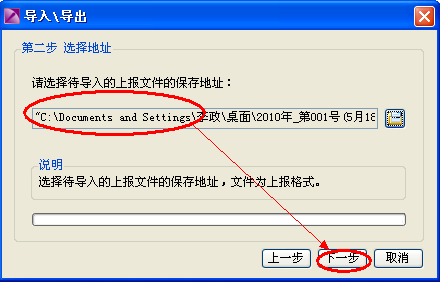 导入\导出
第二步 选择地址
请选择待导入的上报文件的保存地址：
"C:\Documents and Settings\李政\桌面\2010年_第001号(5月18
说明
选择待导入的上报文件的保存地址，文件为上报格式。
上一步 下一步 取消